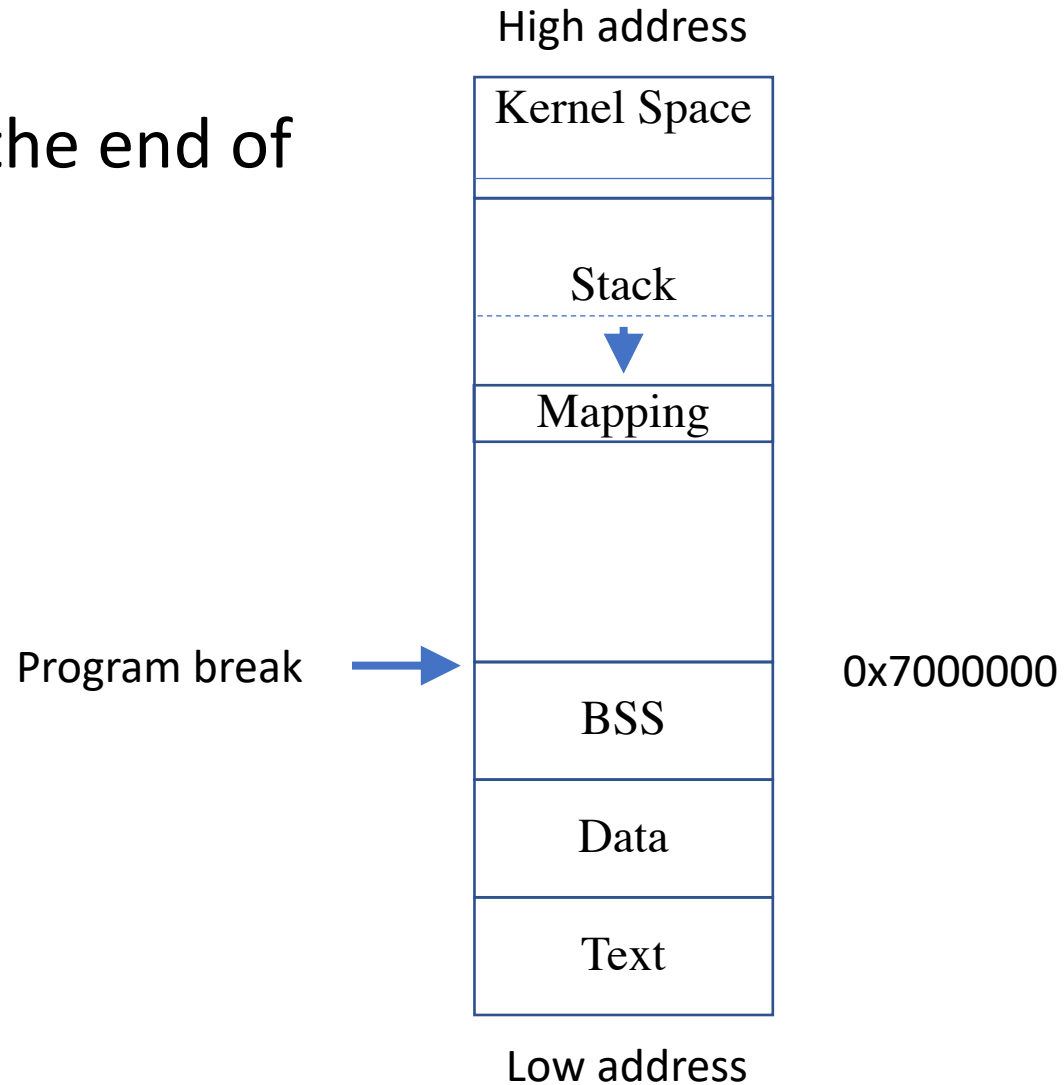 High address
Kernel Space
the end of
Stack
Mapping
Program break
0x7000000
BSS
Data
Text
Low address